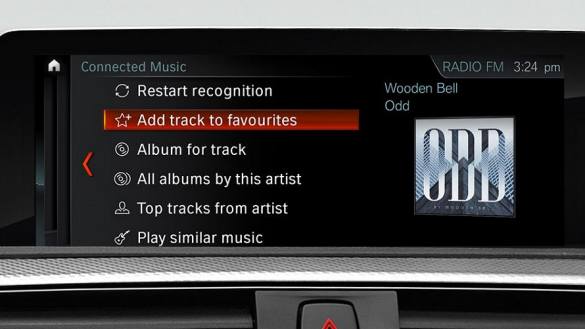 Connected Music
RADIO FM 3:24 pm
Restart recognition
Add track to favourites
Album for track
All albums by this artist
Top tracks from artist
Play similar music
Wooden Bell
Odd
ODD